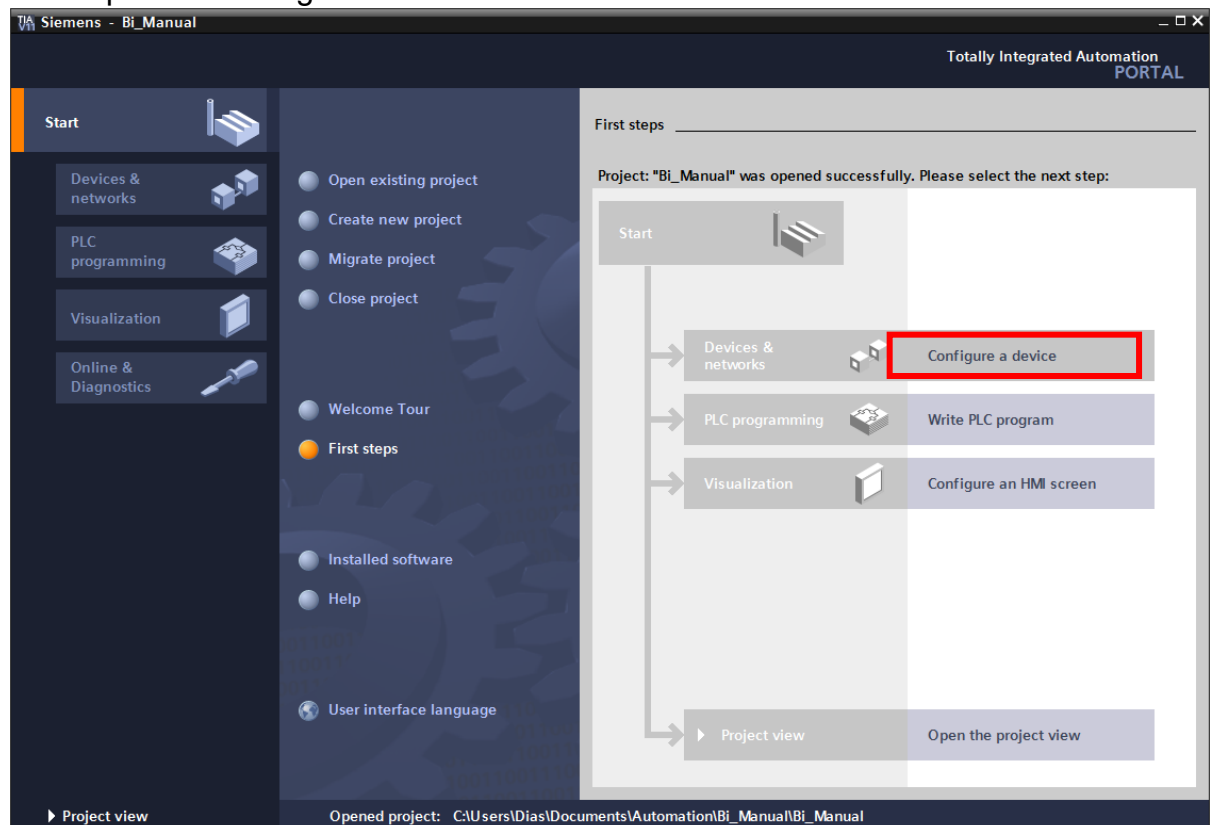 TIA
V11
Siemens - Bi_Manual
Totally Integrated Automation
PORTAL
Start
Devices &
networks
PLC
programming
Visualization
Online &
Diagnostics
Open existing project
Create new project
Migrate project
Close project
Welcome Tour
First steps
Installed software
Help
User interface language
First steps
Project: "Bi_Manual" was opened successfully. Please select the next step:
Start
Devices &
networks
Configure a device
PLC programming
Write PLC program
Visualization
Configure an HMI screen
Project view
Open the project view
Project view
Opened project: C:\Users\Dias\Documents\Automation\Bi_Manual\Bi_Manual